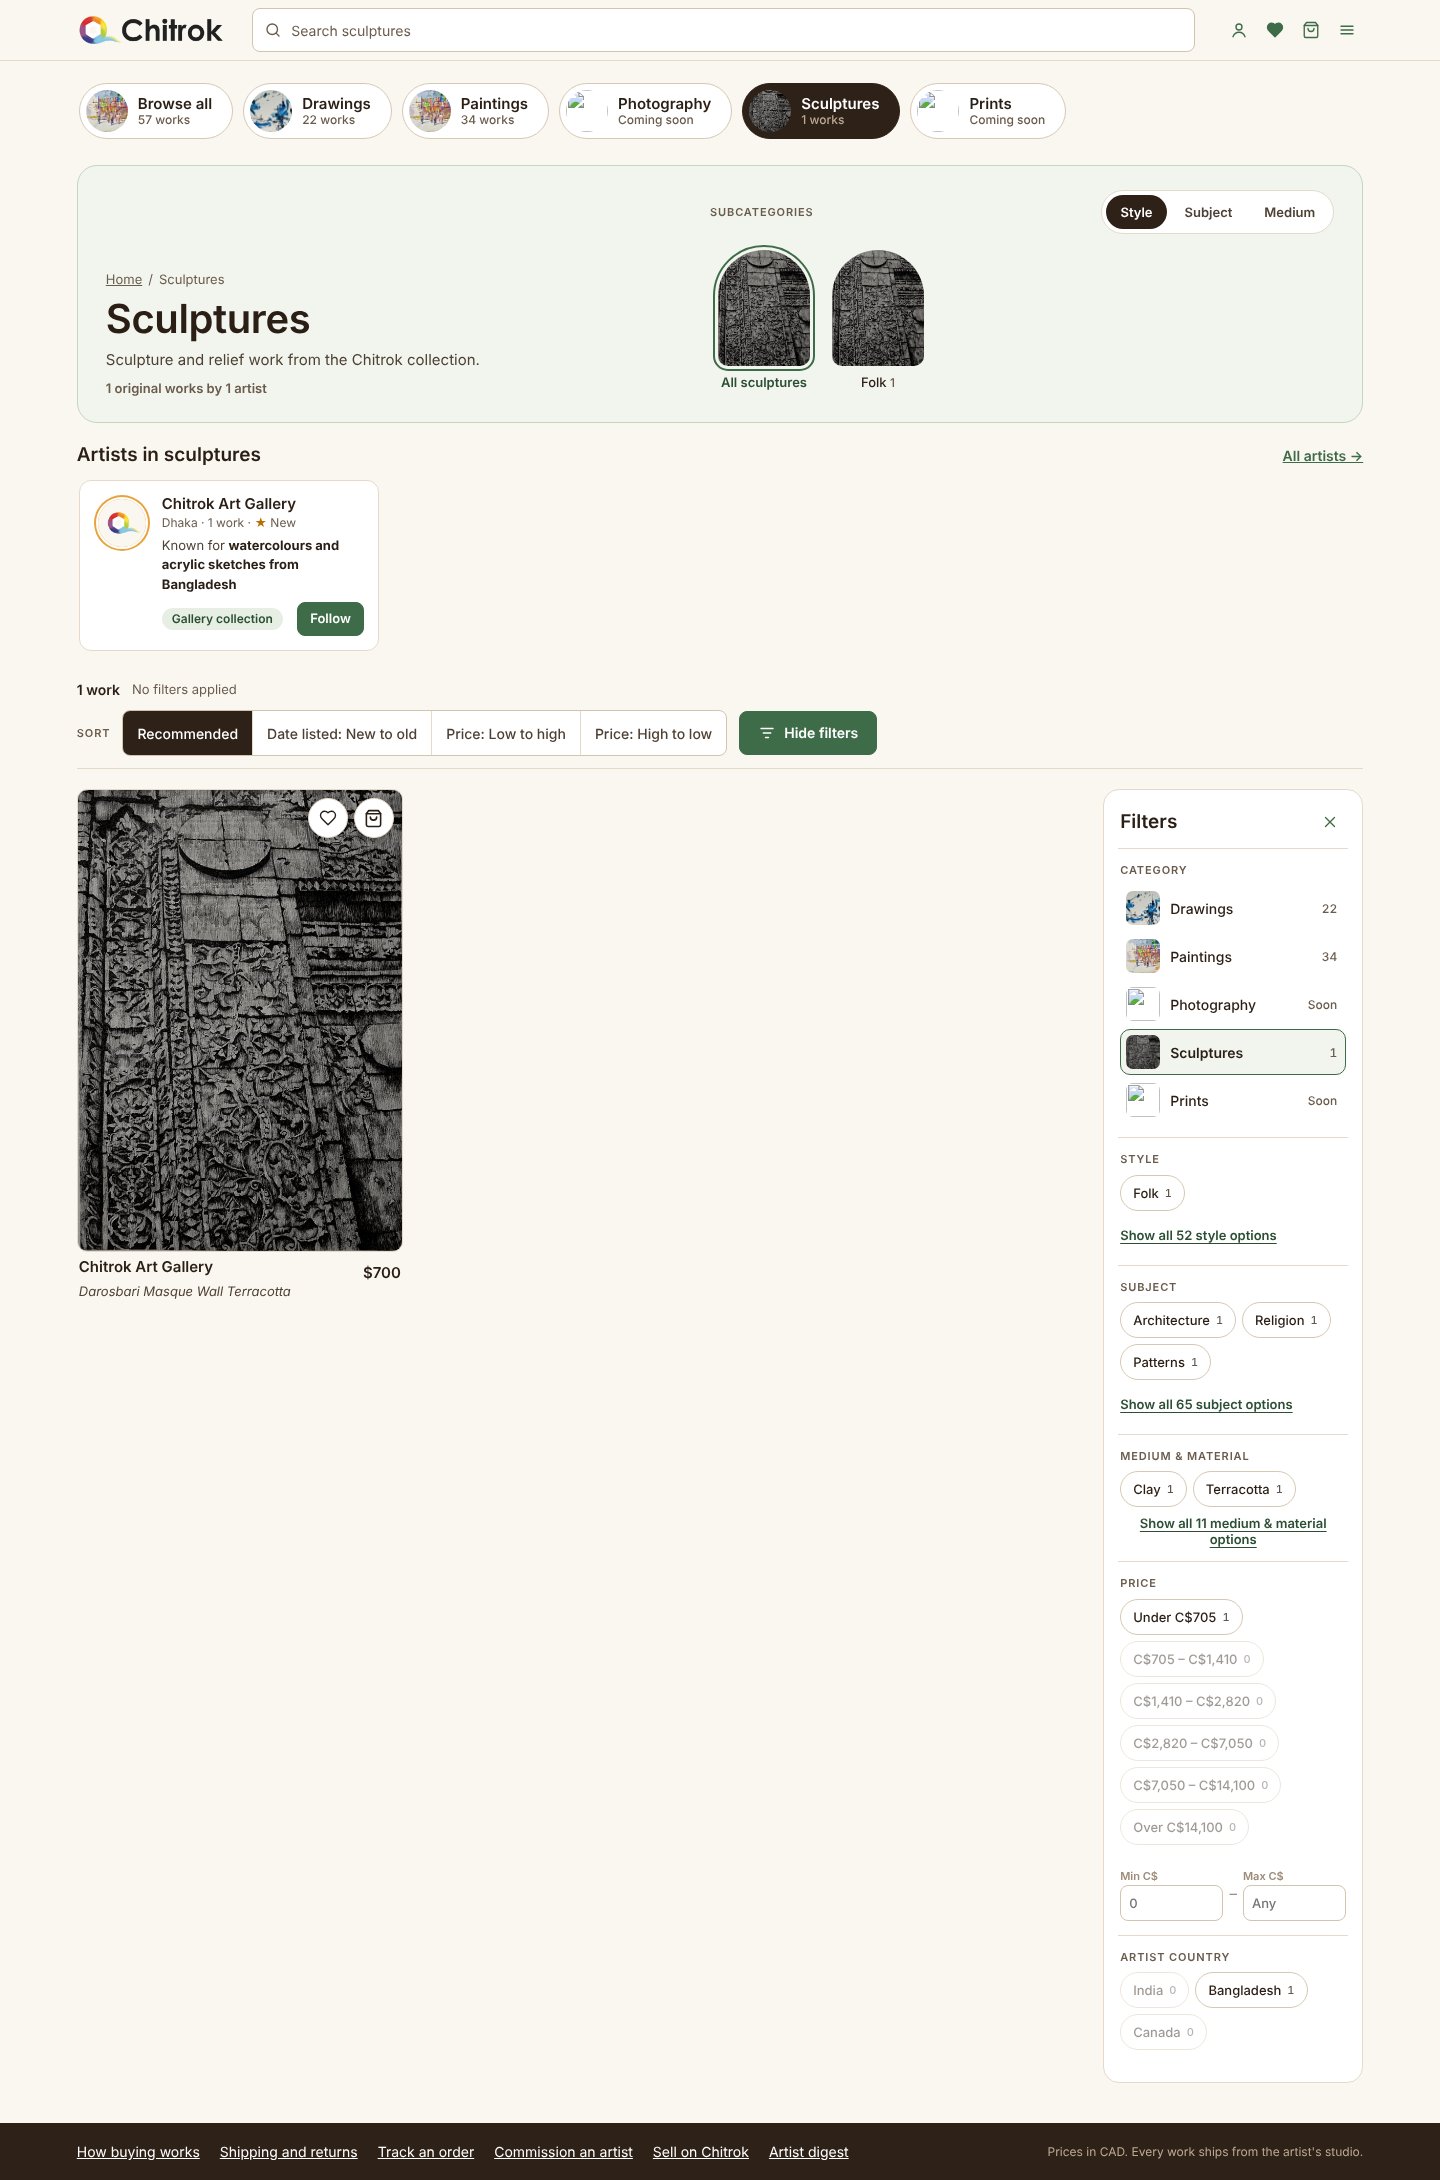 Chitrok
Search sculptures
Browse all
57 works
Drawings
22 works
Paintings
34 works
Photography
Coming soon
Sculptures
1 works
Prints
Coming soon
SUBCATEGORIES
Style
Subject
Medium
Home / Sculptures
Sculptures
Sculpture and relief work from the Chitrok collection.
1 original works by 1 artist
All sculptures
Folk 1
Artists in sculptures
All artists →
Chitrok Art Gallery
Dhaka · 1 work · ★ New
Known for watercolours and
acrylic sketches from
Bangladesh
Gallery collection
Follow
1 work No filters applied
SORT
Recommended
Date listed: New to old
Price: Low to high
Price: High to low
Hide filters
Chitrok Art Gallery
$700
Darosbari Masque Wall Terracotta
Filters
CATEGORY
Drawings 22
Paintings 34
Photography Soon
Sculptures 1
Prints Soon
STYLE
Folk 1
Show all 52 style options
SUBJECT
Architecture 1
Religion 1
Patterns 1
Show all 65 subject options
MEDIUM & MATERIAL
Clay 1
Terracotta 1
Show all 11 medium & material
options
PRICE
Under C$705 1
C$705 – C$1,410 0
C$1,410 – C$2,820 0
C$2,820 – C$7,050 0
C$7,050 – C$14,100 0
Over C$14,100 0
Min C$
Max C$
0 – Any
ARTIST COUNTRY
India 0
Bangladesh 1
Canada 0
How buying works
Shipping and returns
Track an order
Commission an artist
Sell on Chitrok
Artist digest
Prices in CAD. Every work ships from the artist's studio.